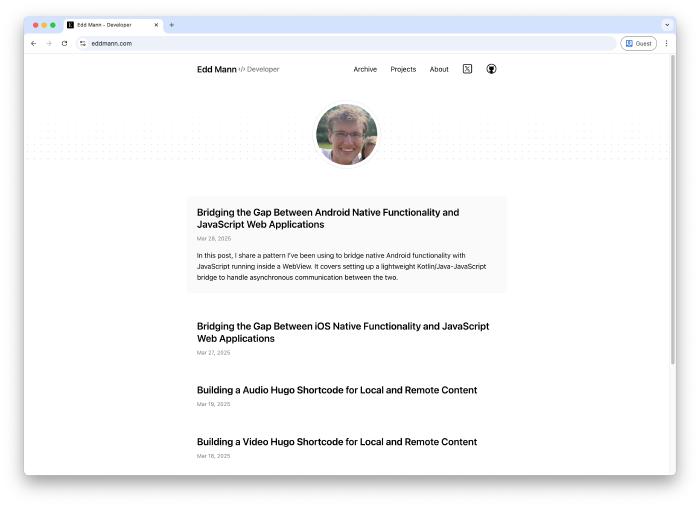 Edd Mann - Developer
eddmann.com
Guest
Edd Mann </> Developer
Archive
Projects
About
Bridging the Gap Between Android Native Functionality and
JavaScript Web Applications
Mar 28, 2025
In this post, I share a pattern I've been using to bridge native Android functionality with
JavaScript running inside a WebView. It covers setting up a lightweight Kotlin/Java-JavaScript
bridge to handle asynchronous communication between the two.
Bridging the Gap Between iOS Native Functionality and JavaScript
Web Applications
Mar 27, 2025
Building a Audio Hugo Shortcode for Local and Remote Content
Mar 19, 2025
Building a Video Hugo Shortcode for Local and Remote Content
Mar 18, 2025